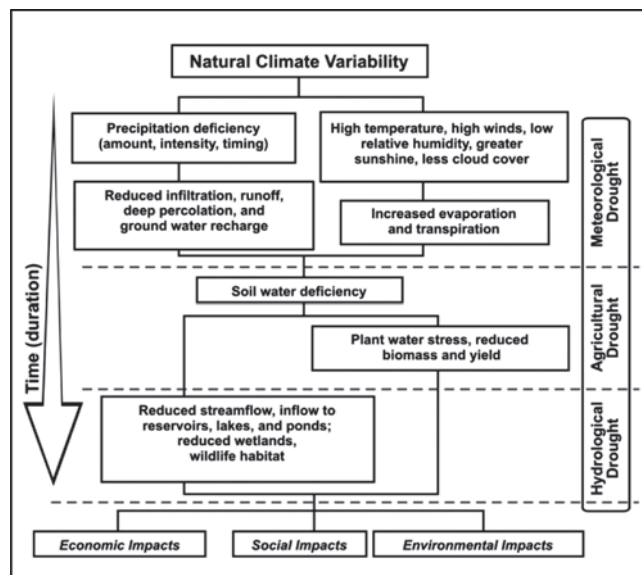 Natural Climate Variability
Precipitation deficiency
(amount, intensity, timing)
High temperature, high winds, low
relative humidity, greater
sunshine, less cloud cover
Reduced infiltration, runoff,
deep percolation, and
ground water recharge
Increased evaporation
and transpiration
Meteorological
Drought
Soil water deficiency
Plant water stress, reduced
biomass and yield
Agricultural
Drought
Time (duration)
Reduced streamflow, inflow to
reservoirs, lakes, and ponds;
reduced wetlands,
wildlife habitat
Hydrological
Drought
Economic Impacts
Social Impacts
Environmental Impacts